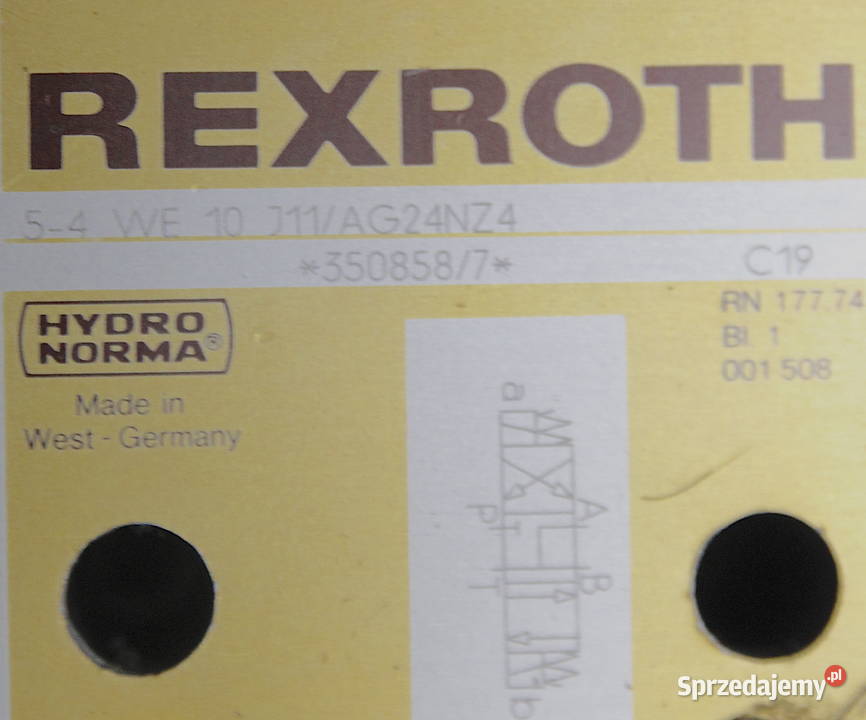 REXROTH
5-4 WE 10 J11/AG24NZ4
*350858/7* C19
HYDRO
NORMA®
RN 177.74
Bl. 1
001 508
Made in
West - Germany
a
A
P
B
T
b
Sprzedajemy.pl